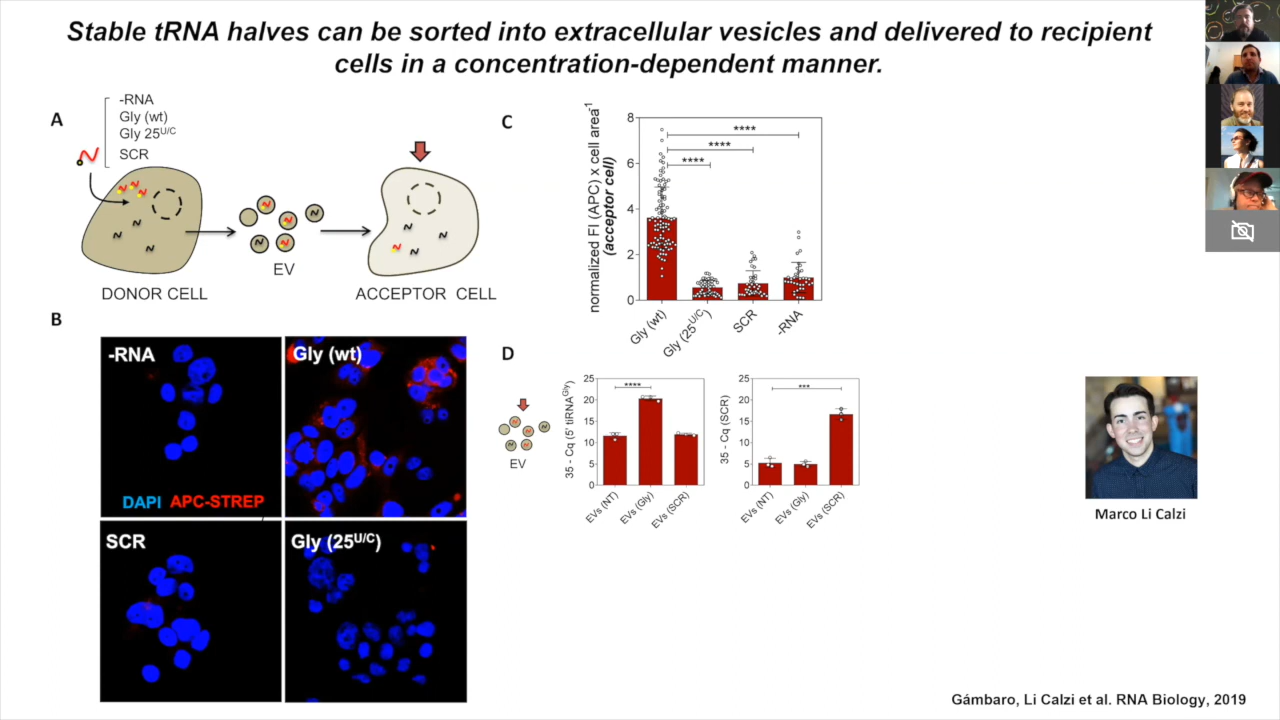 Stable tRNA halves can be sorted into extracellular vesicles and delivered to recipient
cells in a concentration-dependent manner.
A
-RNA
Gly (wt)
Gly 25U/C
SCR
EV
DONOR CELL
ACCEPTOR CELL
B
-RNA
Gly (wt)
DAPI APC-STREP
SCR
Gly (25U/C)
C
normalized FI (APC) x cell area-1
(acceptor cell)
8
6
4
2
0
****
****
****
Gly (wt)
Gly (25U/C)
SCR
-RNA
D
EV
35 - Cq (5' tiRNAGly)
25
20
15
10
5
0
****
EVs (NT)
EVs (Gly)
EVs (SCR)
35 - Cq (SCR)
25
20
15
10
5
0
***
EVs (NT)
EVs (Gly)
EVs (SCR)
Marco Li Calzi
Gámbaro, Li Calzi et al. RNA Biology, 2019